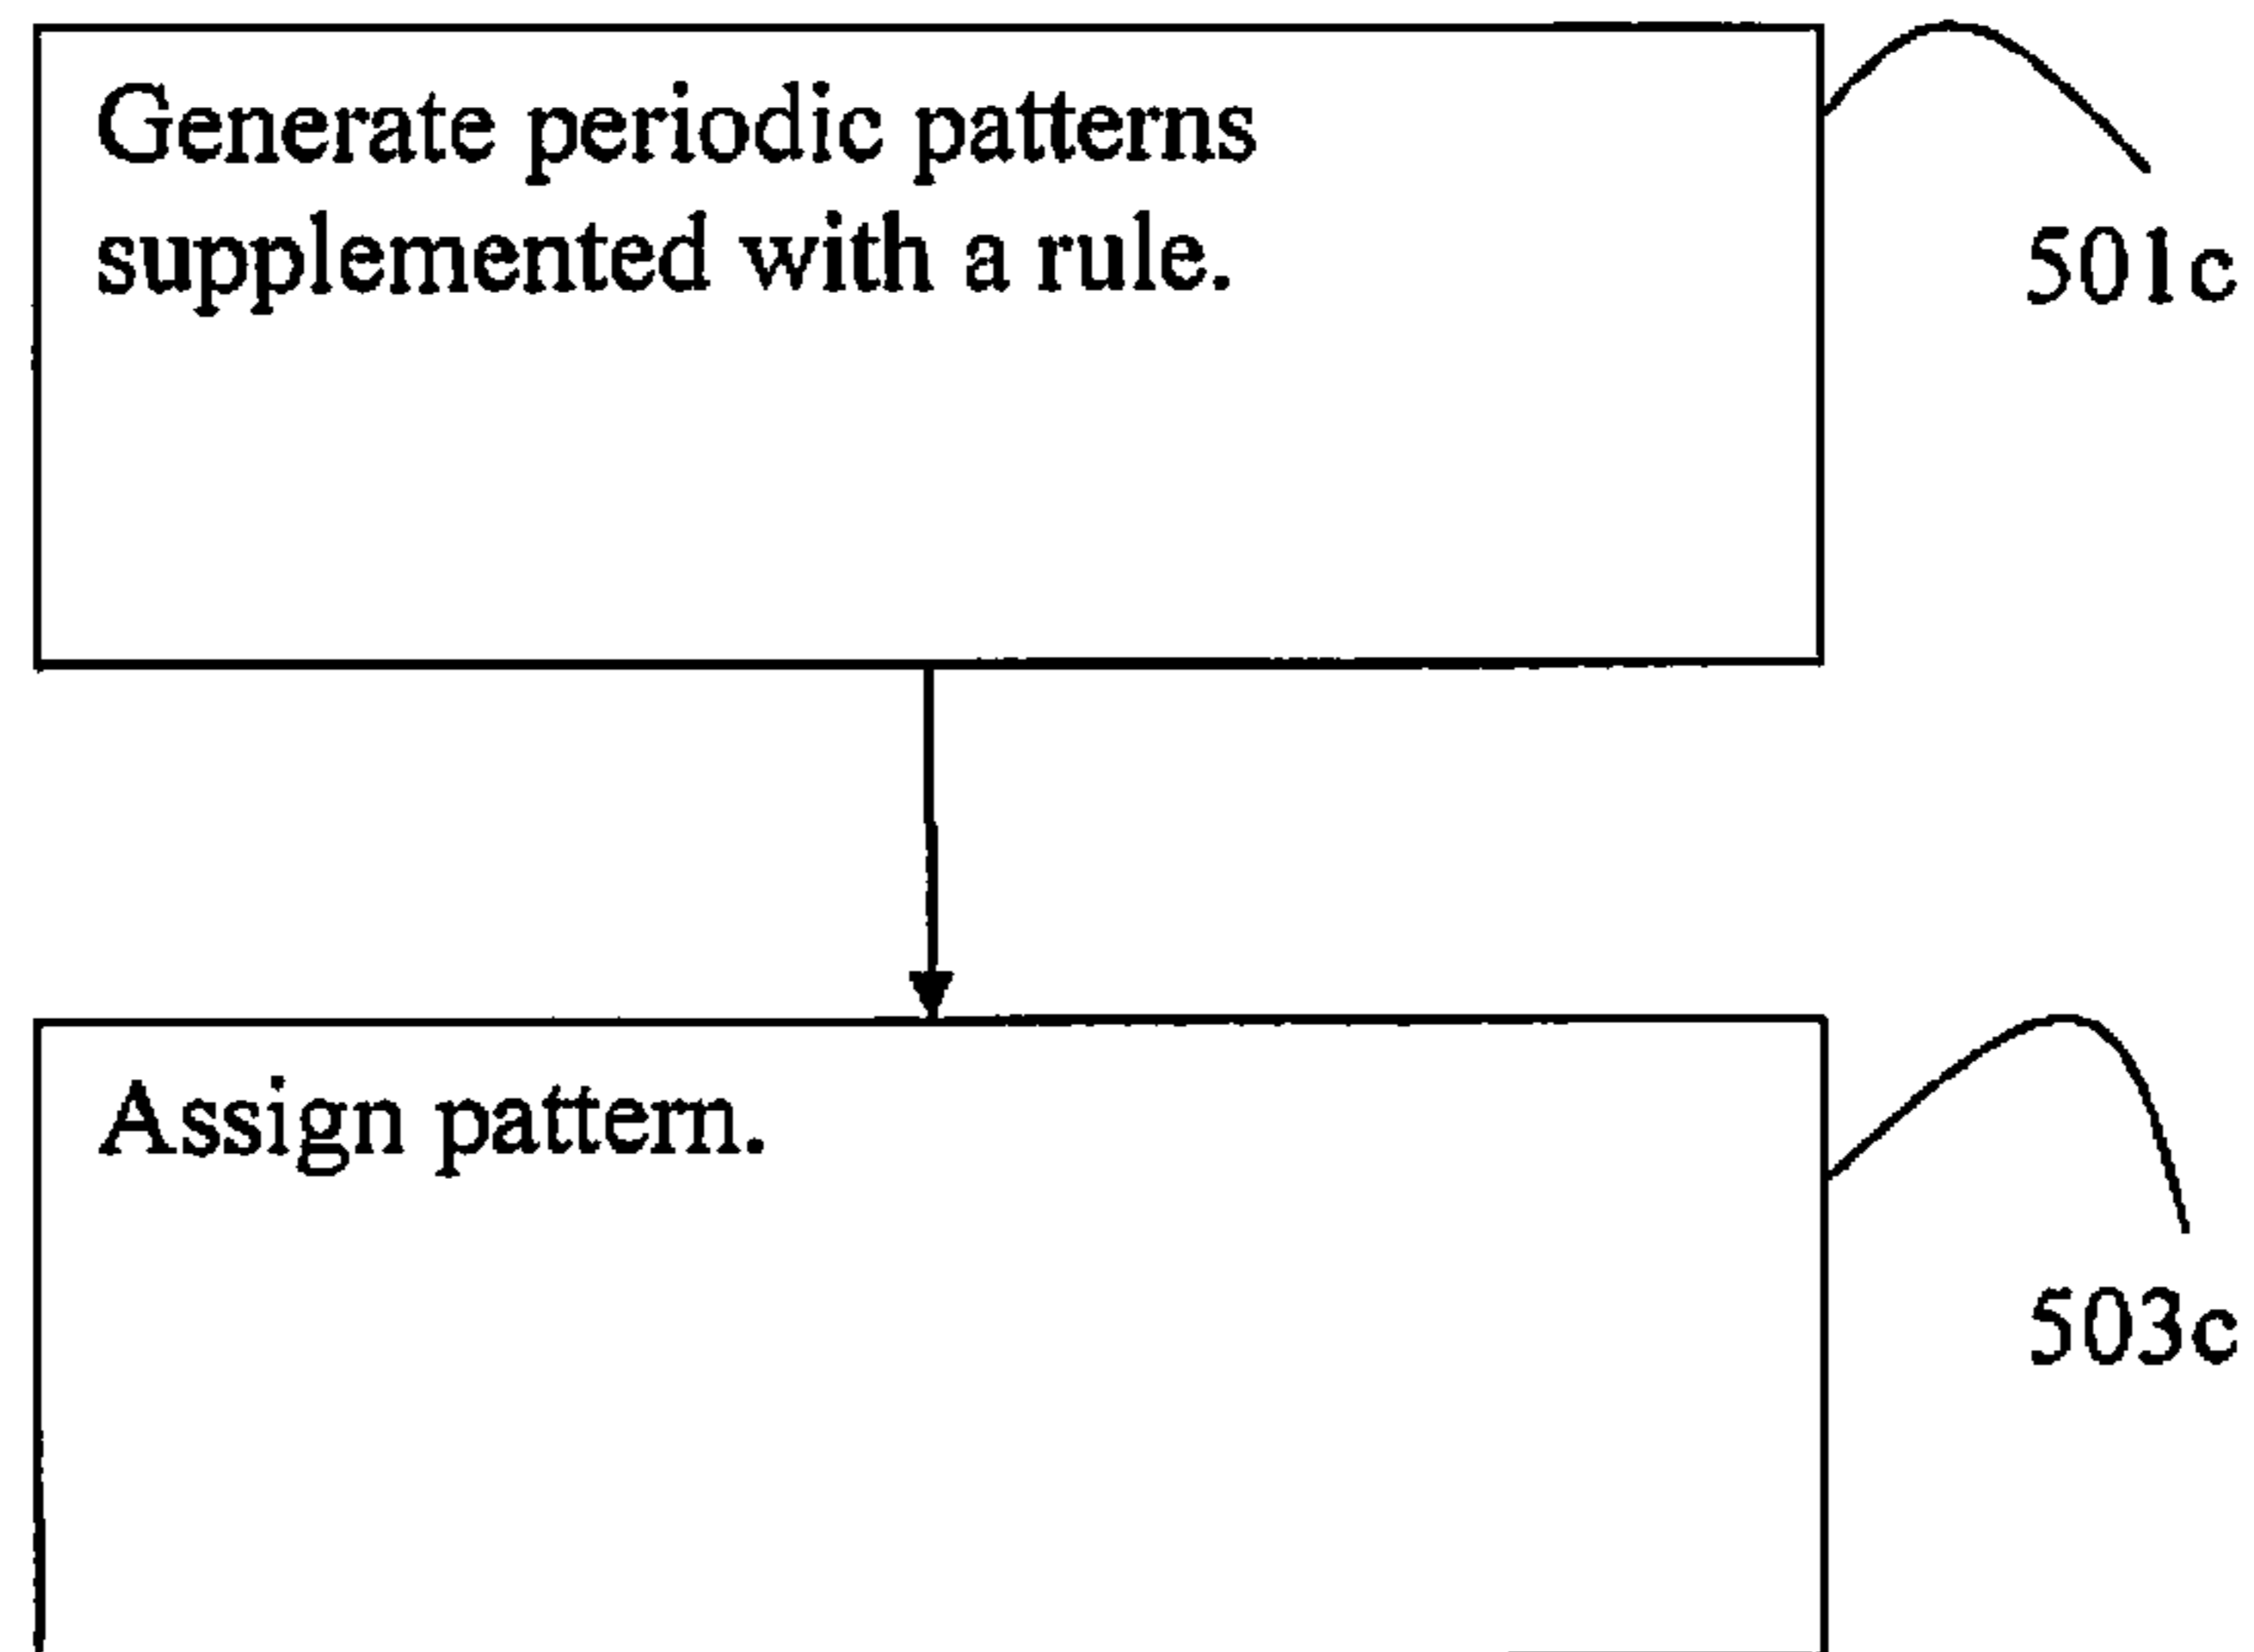 Generate periodic patterns
supplemented with a rule.
501c
Assign pattern.
503c